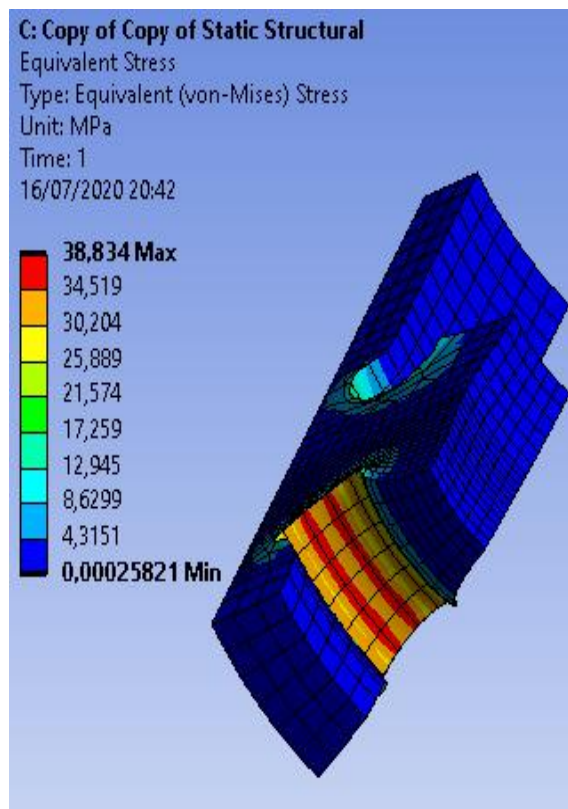 C: Copy of Copy of Static Structural
Equivalent Stress
Type: Equivalent (von-Mises) Stress
Unit: MPa
Time: 1
16/07/2020 20:42
38,834 Max
34,519
30,204
25,889
21,574
17,259
12,945
8,6299
4,3151
0,00025821 Min